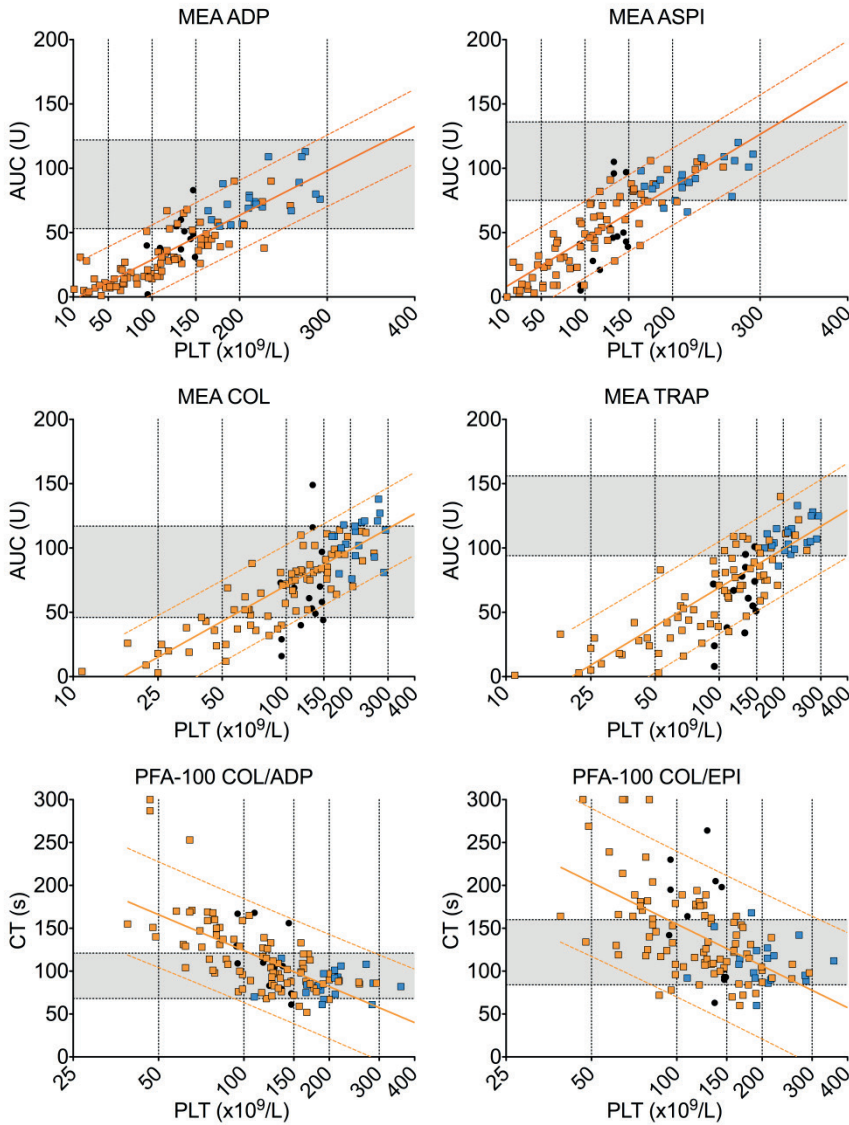 MEA ADP
200
150
100
50
0
AUC (U)
10 50 100 150 200 300 400
PLT (x10⁹/L)
MEA ASPI
200
150
100
50
0
AUC (U)
10 50 100 150 200 300 400
PLT (x10⁹/L)
MEA COL
200
150
100
50
0
AUC (U)
10 25 50 100 150 200 300 400
PLT (x10⁹/L)
MEA TRAP
200
150
100
50
0
AUC (U)
10 25 50 100 150 200 300 400
PLT (x10⁹/L)
PFA-100 COL/ADP
300
250
200
150
100
50
0
CT (s)
25 50 100 150 200 300 400
PLT (x10⁹/L)
PFA-100 COL/EPI
300
250
200
150
100
50
0
CT (s)
25 50 100 150 200 300 400
PLT (x10⁹/L)